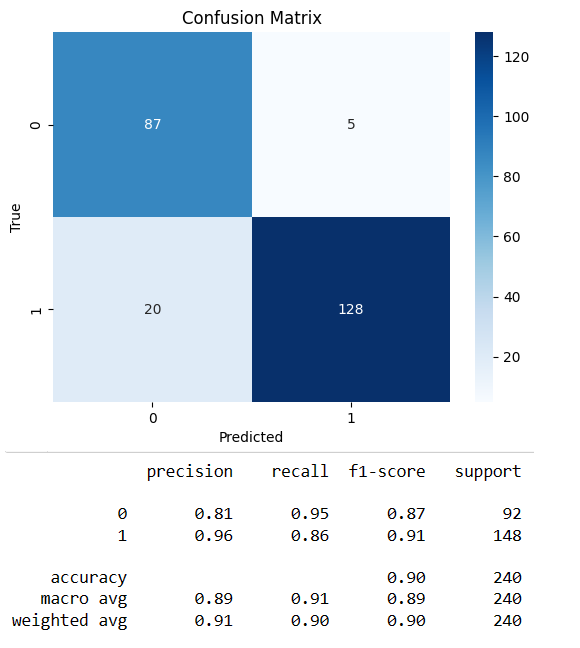 Confusion Matrix
0
87
5
True
1
20
128
0
1
Predicted
120
100
80
60
40
20
precision recall f1-score support
0 0.81 0.95 0.87 92
1 0.96 0.86 0.91 148
accuracy 0.90 240
macro avg 0.89 0.91 0.89 240
weighted avg 0.91 0.90 0.90 240